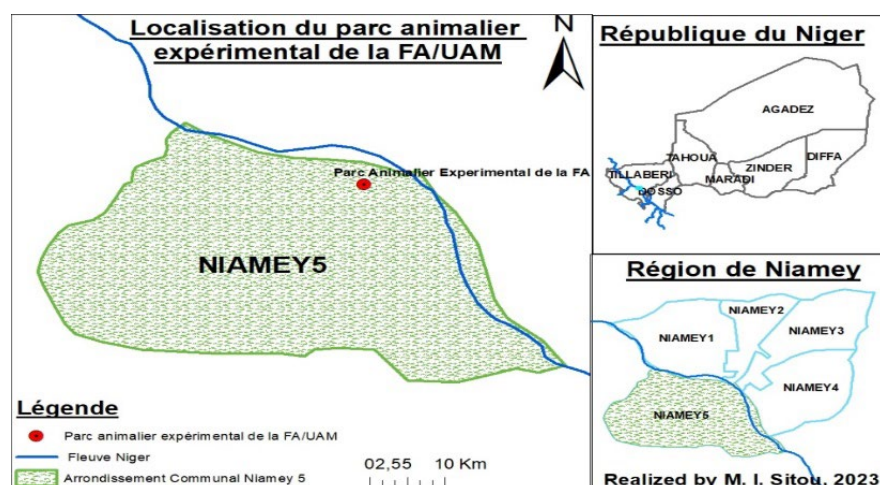 Localisation du parc animalier
expérimental de la FA/UAM
N
Parc Animalier Experimental de la FA
NIAMEY5
Légende
Parc animalier expérimental de la FA/UAM
Fleuve Niger
Arrondissement Communal Niamey 5
02,55 10 Km
République du Niger
AGADEZ
TAHOUA
DIFFA
ZINDER
MARADI
TILLABERI
DOSSO
Région de Niamey
NIAMEY2
NIAMEY1
NIAMEY3
NIAMEY4
NIAMEY5
Realized by M. I. Sitou, 2023